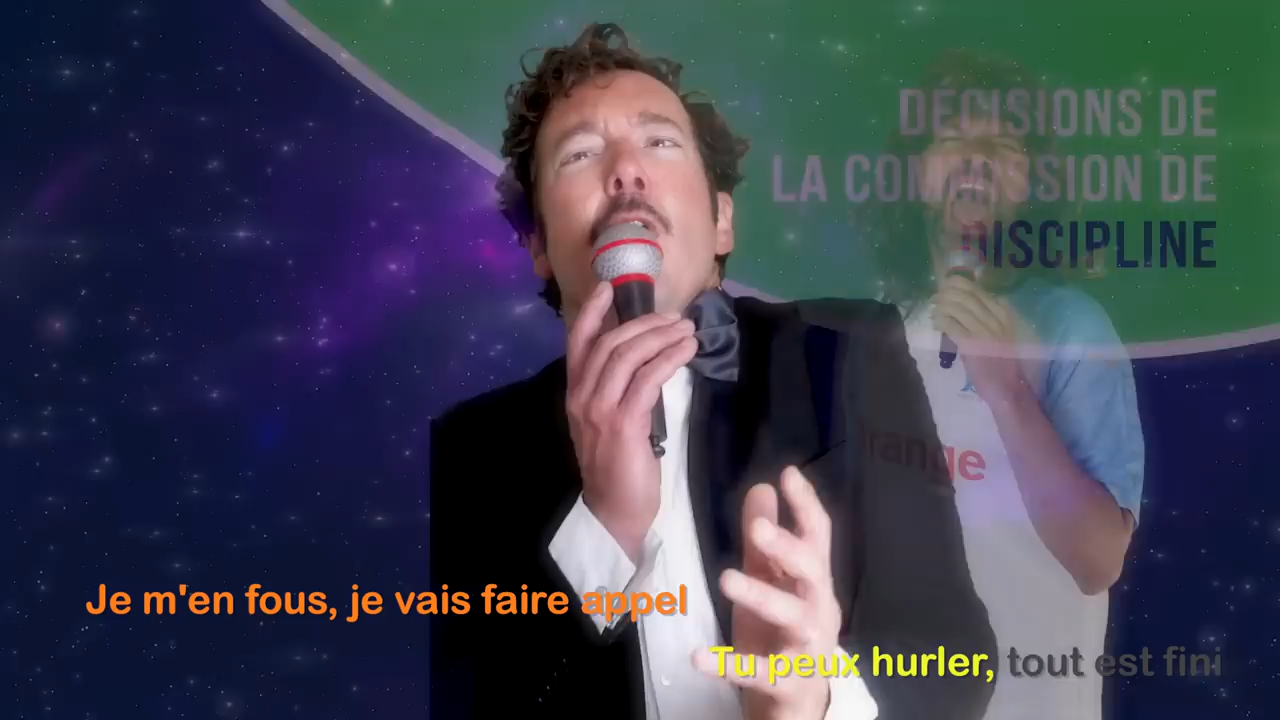 DÉCISIONS DE
LA COMMISSION DE
DISCIPLINE
orange
Je m'en fous, je vais faire appel
Tu peux hurler, tout est fini